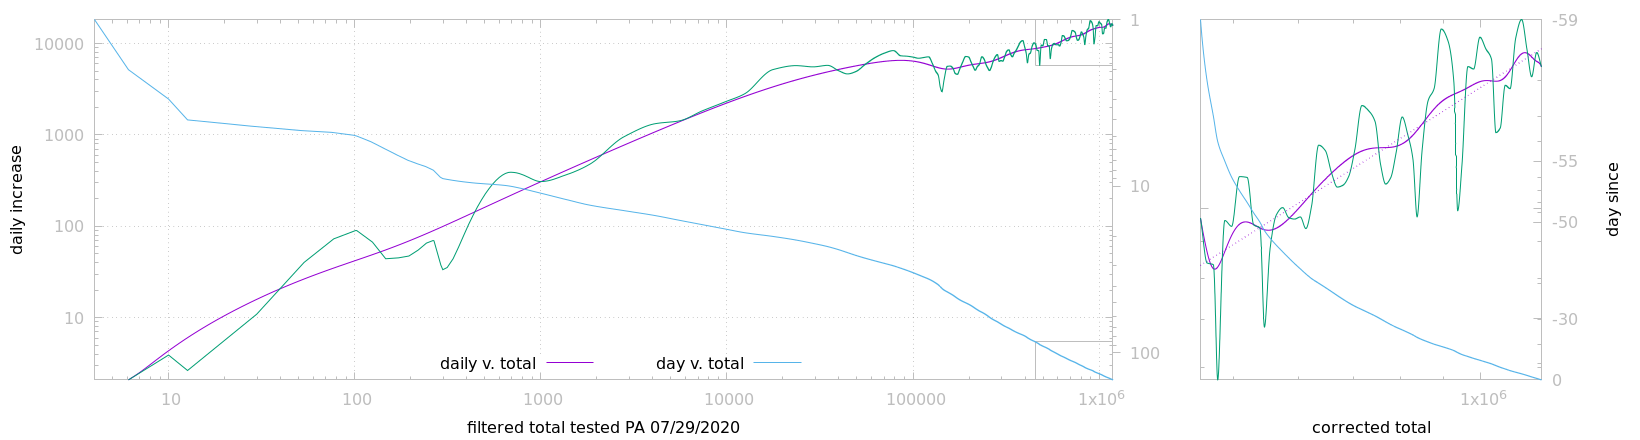 10000
1000
100
10
daily increase
daily v. total
day v. total
10
100
1000
10000
100000
1x10^6
filtered total tested PA 07/29/2020
1
10
100
-59
-55
-50
-30
0
day since
1x10^6
corrected total